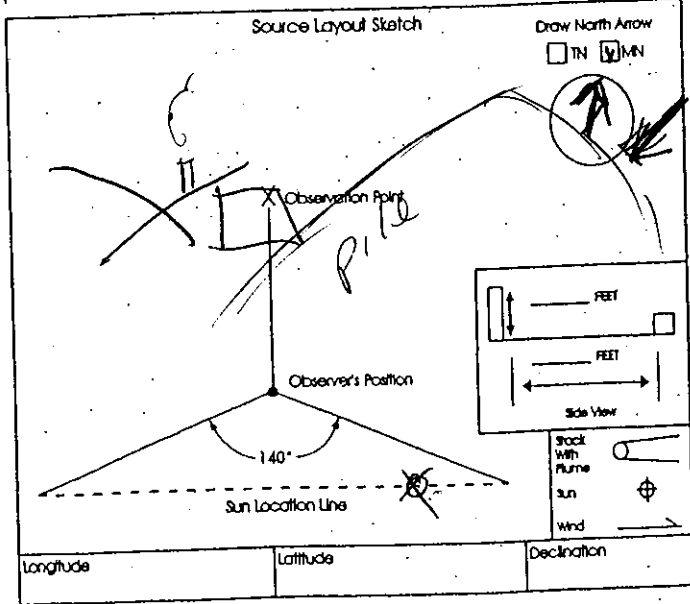 Source Layout Sketch
Draw North Arrow
TN MN
X Observation Point
pile
FEET
FEET
Side View
Observer's Position
140°
Sun Location Line
Stack
With
Plume
Sun
Wind
Longitude
Latitude
Declination